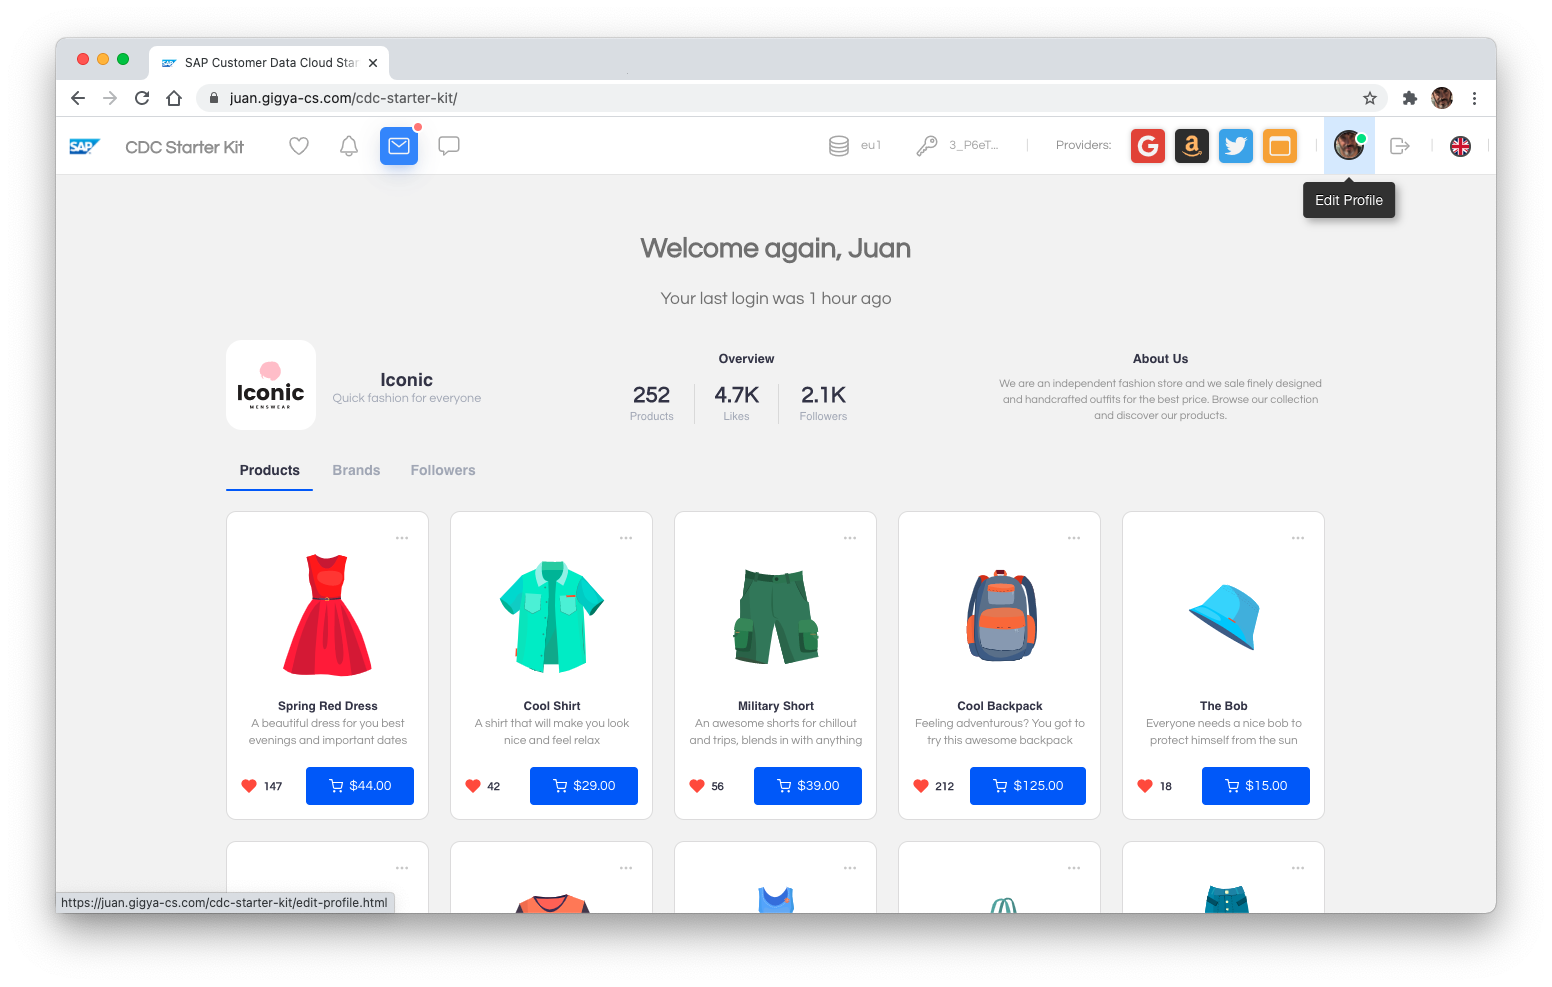 SAP Customer Data Cloud Star
juan.gigya-cs.com/cdc-starter-kit/
SAP
CDC Starter Kit
eu1
3_P6eT...
Providers:
G
a
Edit Profile
Welcome again, Juan
Your last login was 1 hour ago
Iconic
MENSWEAR
Iconic
Quick fashion for everyone
Overview
252
Products
4.7K
Likes
2.1K
Followers
About Us
We are an independent fashion store and we sale finely designed
and handcrafted outfits for the best price. Browse our collection
and discover our products.
Products
Brands
Followers
Spring Red Dress
A beautiful dress for you best
evenings and important dates
147
$44.00
Cool Shirt
A shirt that will make you look
nice and feel relax
42
$29.00
Military Short
An awesome shorts for chillout
and trips, blends in with anything
56
$39.00
Cool Backpack
Feeling adventurous? You got to
try this awesome backpack
212
$125.00
The Bob
Everyone needs a nice bob to
protect himself from the sun
18
$15.00
https://juan.gigya-cs.com/cdc-starter-kit/edit-profile.html